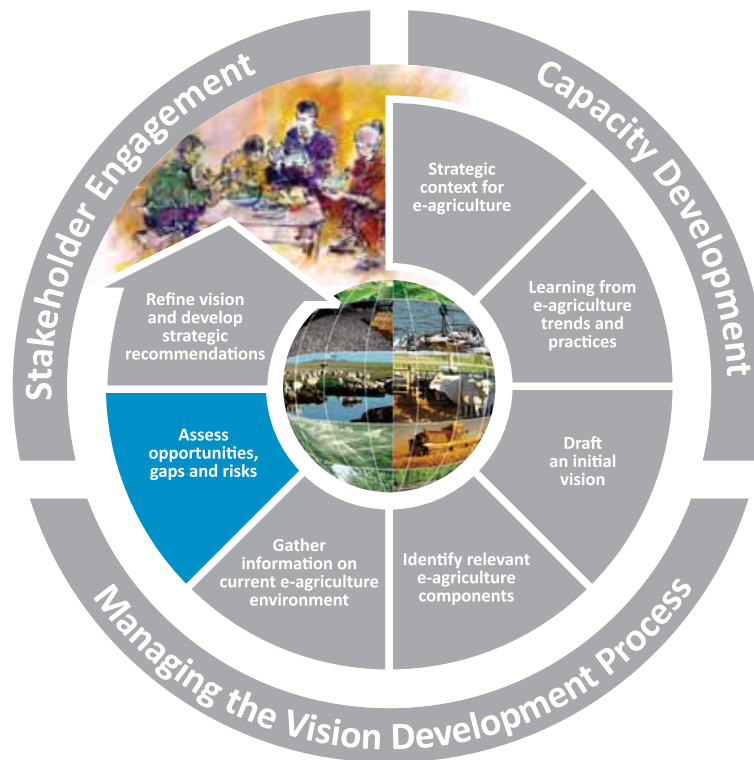 Stakeholder Engagement
Capacity Development
Strategic
context for
e-agriculture
Learning from
e-agriculture
trends and
practices
Draft
an initial
vision
Identify relevant
e-agriculture
components
Gather
information on
current e-agriculture
environment
Assess
opportunities,
gaps and risks
Refine vision
and develop
strategic
recommendations
Managing the Vision Development Process